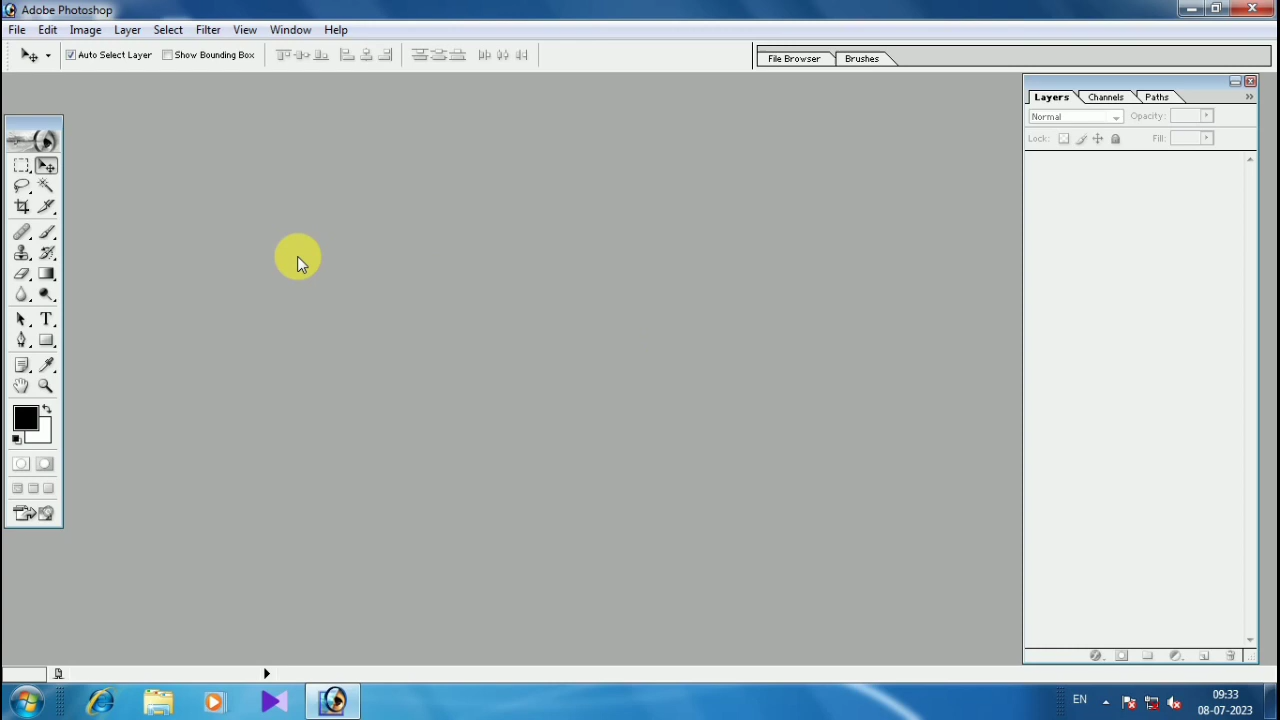 Adobe Photoshop
File Edit Image Layer Select Filter View Window Help
Auto Select Layer Show Bounding Box File Browser Brushes
Layers Channels Paths
Normal Opacity:
Lock: Fill:
T
EN 09:33
08-07-2023